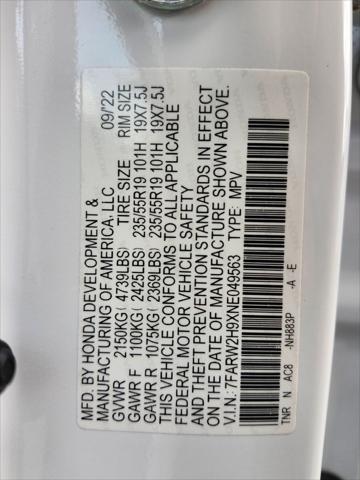 MFD. BY HONDA DEVELOPMENT & 09/'22
MANUFACTURING OF AMERICA, LLC
TIRE SIZE RIM SIZE
GVWR 2150KG( 4739LBS)
GAWR F 1100KG( 2425LBS) 235/55R19 101H 19X7.5J
GAWR R 1075KG( 2369LBS) 235/55R19 101H 19X7.5J
THIS VEHICLE CONFORMS TO ALL APPLICABLE
FEDERAL MOTOR VEHICLE SAFETY
AND THEFT PREVENTION STANDARDS IN EFFECT
ON THE DATE OF MANUFACTURE SHOWN ABOVE.
V.I.N.: 7FARW2H9XNE049563 TYPE: MPV
TNR N AC8 -NH883P -A -E